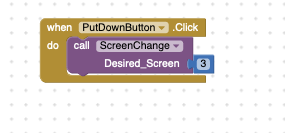 when PutDownButton .Click
do call ScreenChange
Desired_Screen 3